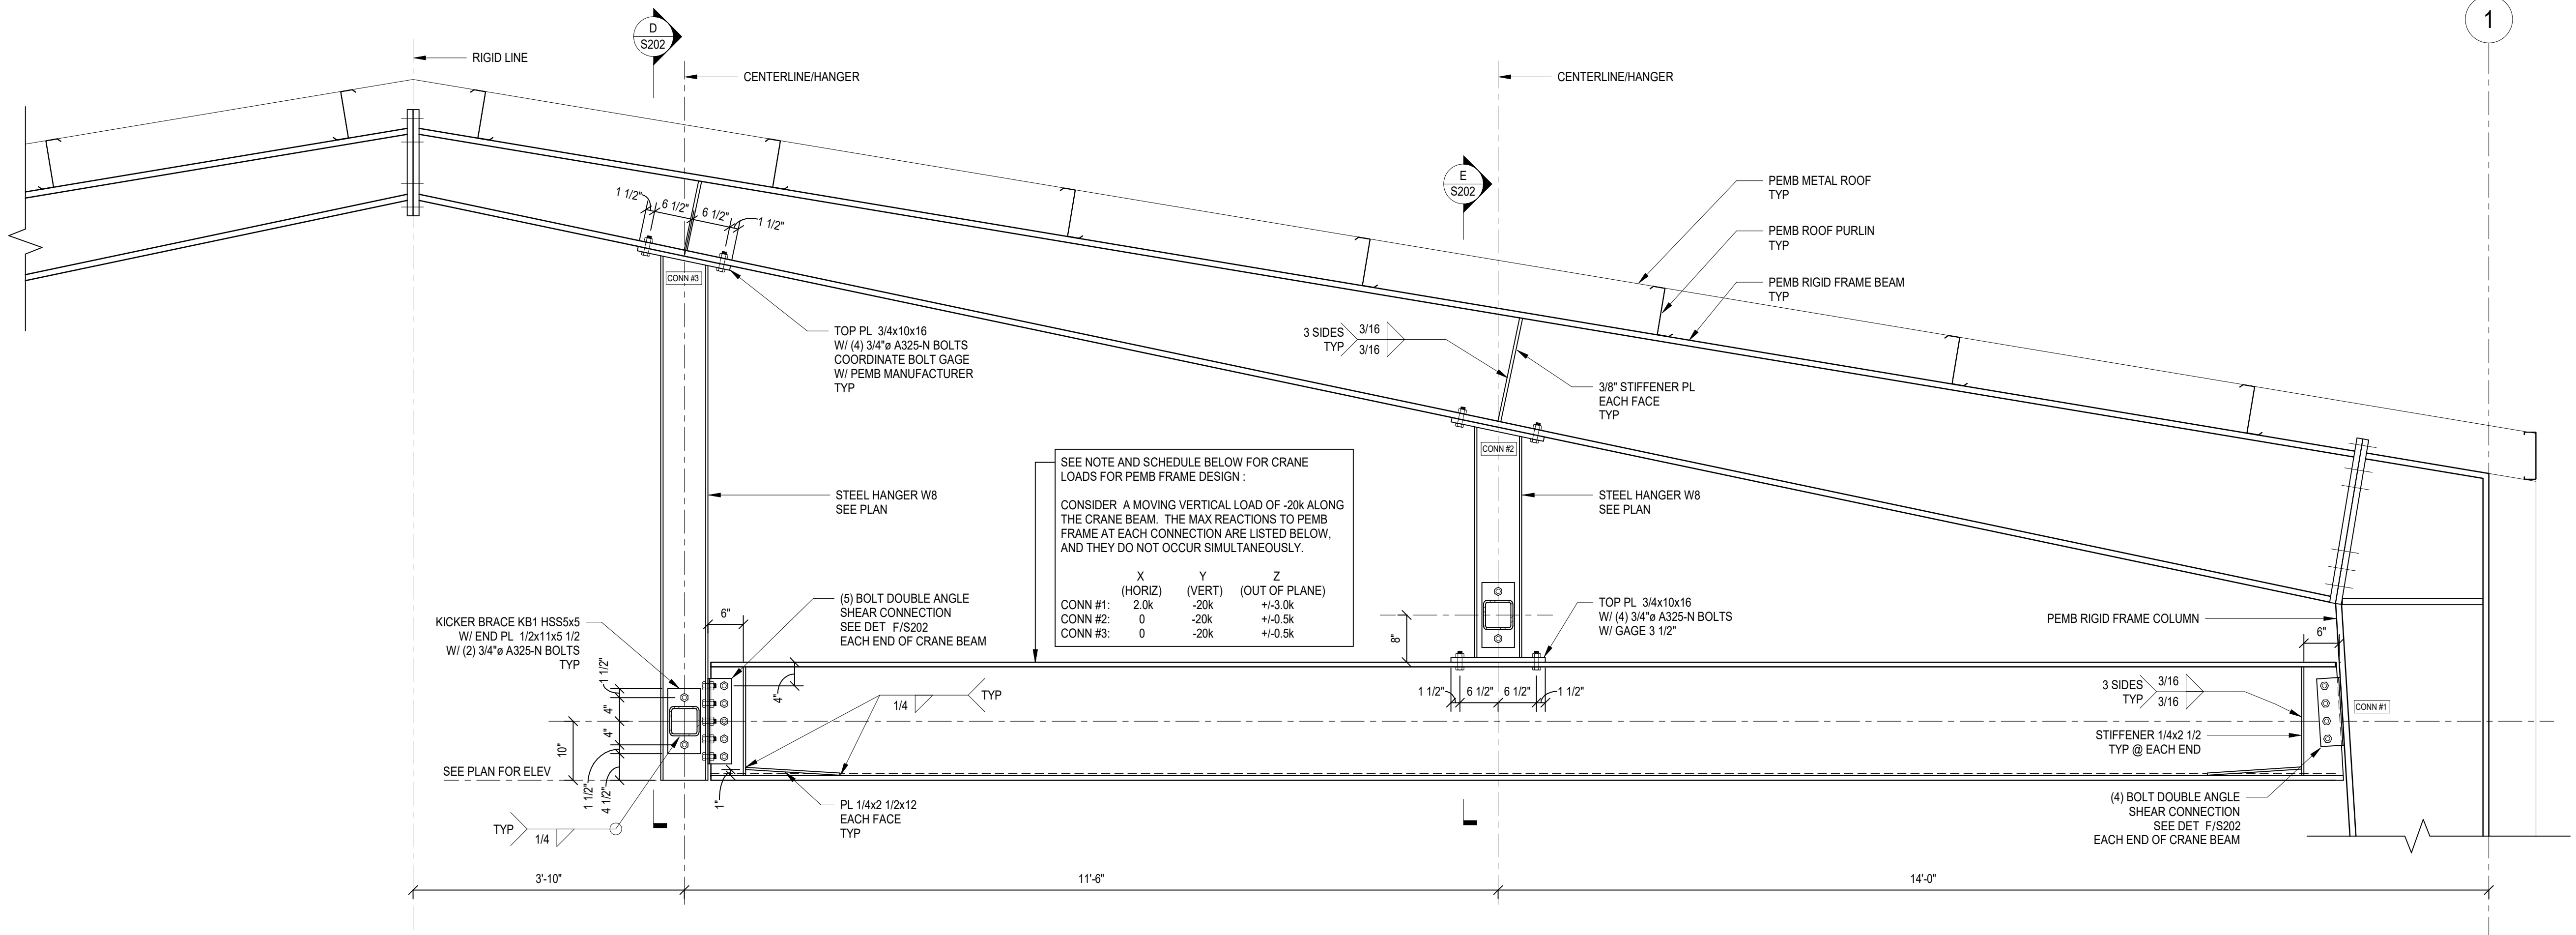 1
D
S202
RIGID LINE
CENTERLINE/HANGER
CENTERLINE/HANGER
E
S202
PEMB METAL ROOF
TYP
PEMB ROOF PURLIN
TYP
PEMB RIGID FRAME BEAM
TYP
1 1/2"
6 1/2"
6 1/2"
1 1/2"
CONN #3
TOP PL 3/4x10x16
W/ (4) 3/4"ø A325-N BOLTS
COORDINATE BOLT GAGE
W/ PEMB MANUFACTURER
TYP
3 SIDES
TYP
3/16
3/16
3/8" STIFFENER PL
EACH FACE
TYP
CONN #2
STEEL HANGER W8
SEE PLAN
SEE NOTE AND SCHEDULE BELOW FOR CRANE
LOADS FOR PEMB FRAME DESIGN :
CONSIDER A MOVING VERTICAL LOAD OF -20k ALONG
THE CRANE BEAM. THE MAX REACTIONS TO PEMB
FRAME AT EACH CONNECTION ARE LISTED BELOW,
AND THEY DO NOT OCCUR SIMULTANEOUSLY.
X Y Z
(HORIZ) (VERT) (OUT OF PLANE)
CONN #1: 2.0k -20k +/-3.0k
CONN #2: 0 -20k +/-0.5k
CONN #3: 0 -20k +/-0.5k
STEEL HANGER W8
SEE PLAN
KICKER BRACE KB1 HSS5x5
W/ END PL 1/2x11x5 1/2
W/ (2) 3/4"ø A325-N BOLTS
TYP
6"
(5) BOLT DOUBLE ANGLE
SHEAR CONNECTION
SEE DET F/S202
EACH END OF CRANE BEAM
8"
TOP PL 3/4x10x16
W/ (4) 3/4"ø A325-N BOLTS
W/ GAGE 3 1/2"
PEMB RIGID FRAME COLUMN
6"
1 1/2"
4"
4"
1 1/2"
4 1/2"
10"
4"
1/4
TYP
1 1/2"
6 1/2"
6 1/2"
1 1/2"
3 SIDES
TYP
3/16
3/16
CONN #1
STIFFENER 1/4x2 1/2
TYP @ EACH END
SEE PLAN FOR ELEV
1"
PL 1/4x2 1/2x12
EACH FACE
TYP
TYP
1/4
(4) BOLT DOUBLE ANGLE
SHEAR CONNECTION
SEE DET F/S202
EACH END OF CRANE BEAM
3'-10"
11'-6"
14'-0"